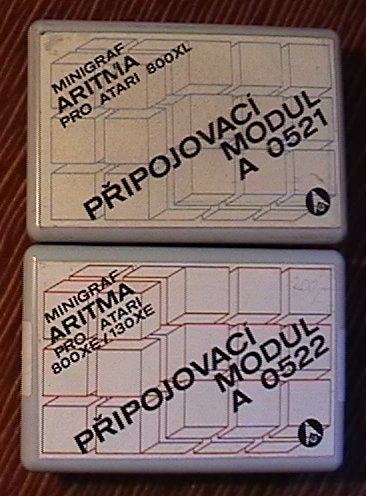 MINIGRAF
ARITMA
PRO ATARI 800XL
PŘIPOJOVACÍ
MODUL
A 0521
MINIGRAF
ARITMA
PRO ATARI
800XE/130XE
PŘIPOJOVACÍ
MODUL
A 0522